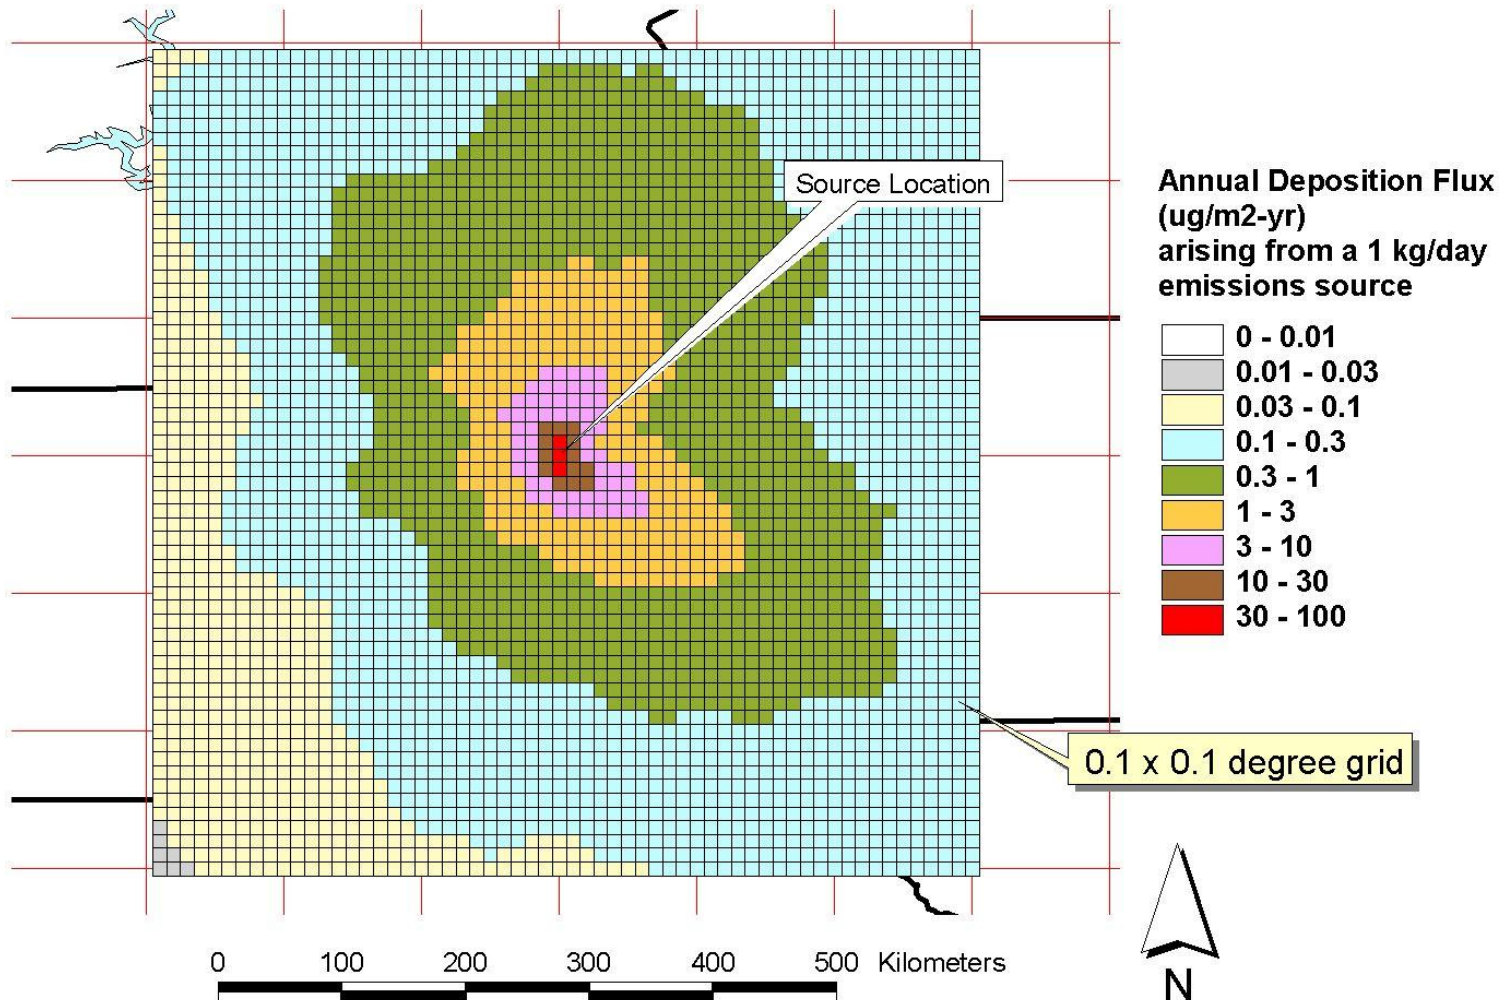 Source Location
Annual Deposition Flux
(ug/m2-yr)
arising from a 1 kg/day
emissions source
0 - 0.01
0.01 - 0.03
0.03 - 0.1
0.1 - 0.3
0.3 - 1
1 - 3
3 - 10
10 - 30
30 - 100
0.1 x 0.1 degree grid
0 100 200 300 400 500 Kilometers
N